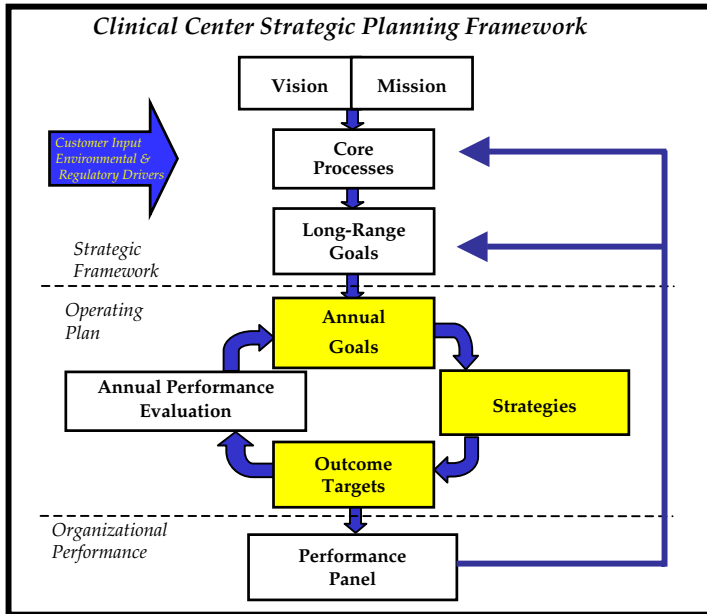 Clinical Center Strategic Planning Framework
Vision
Mission
Customer Input
Environmental &
Regulatory Drivers
Core
Processes
Long-Range
Goals
Strategic
Framework
Operating
Plan
Annual
Goals
Annual Performance
Evaluation
Strategies
Outcome
Targets
Organizational
Performance
Performance
Panel